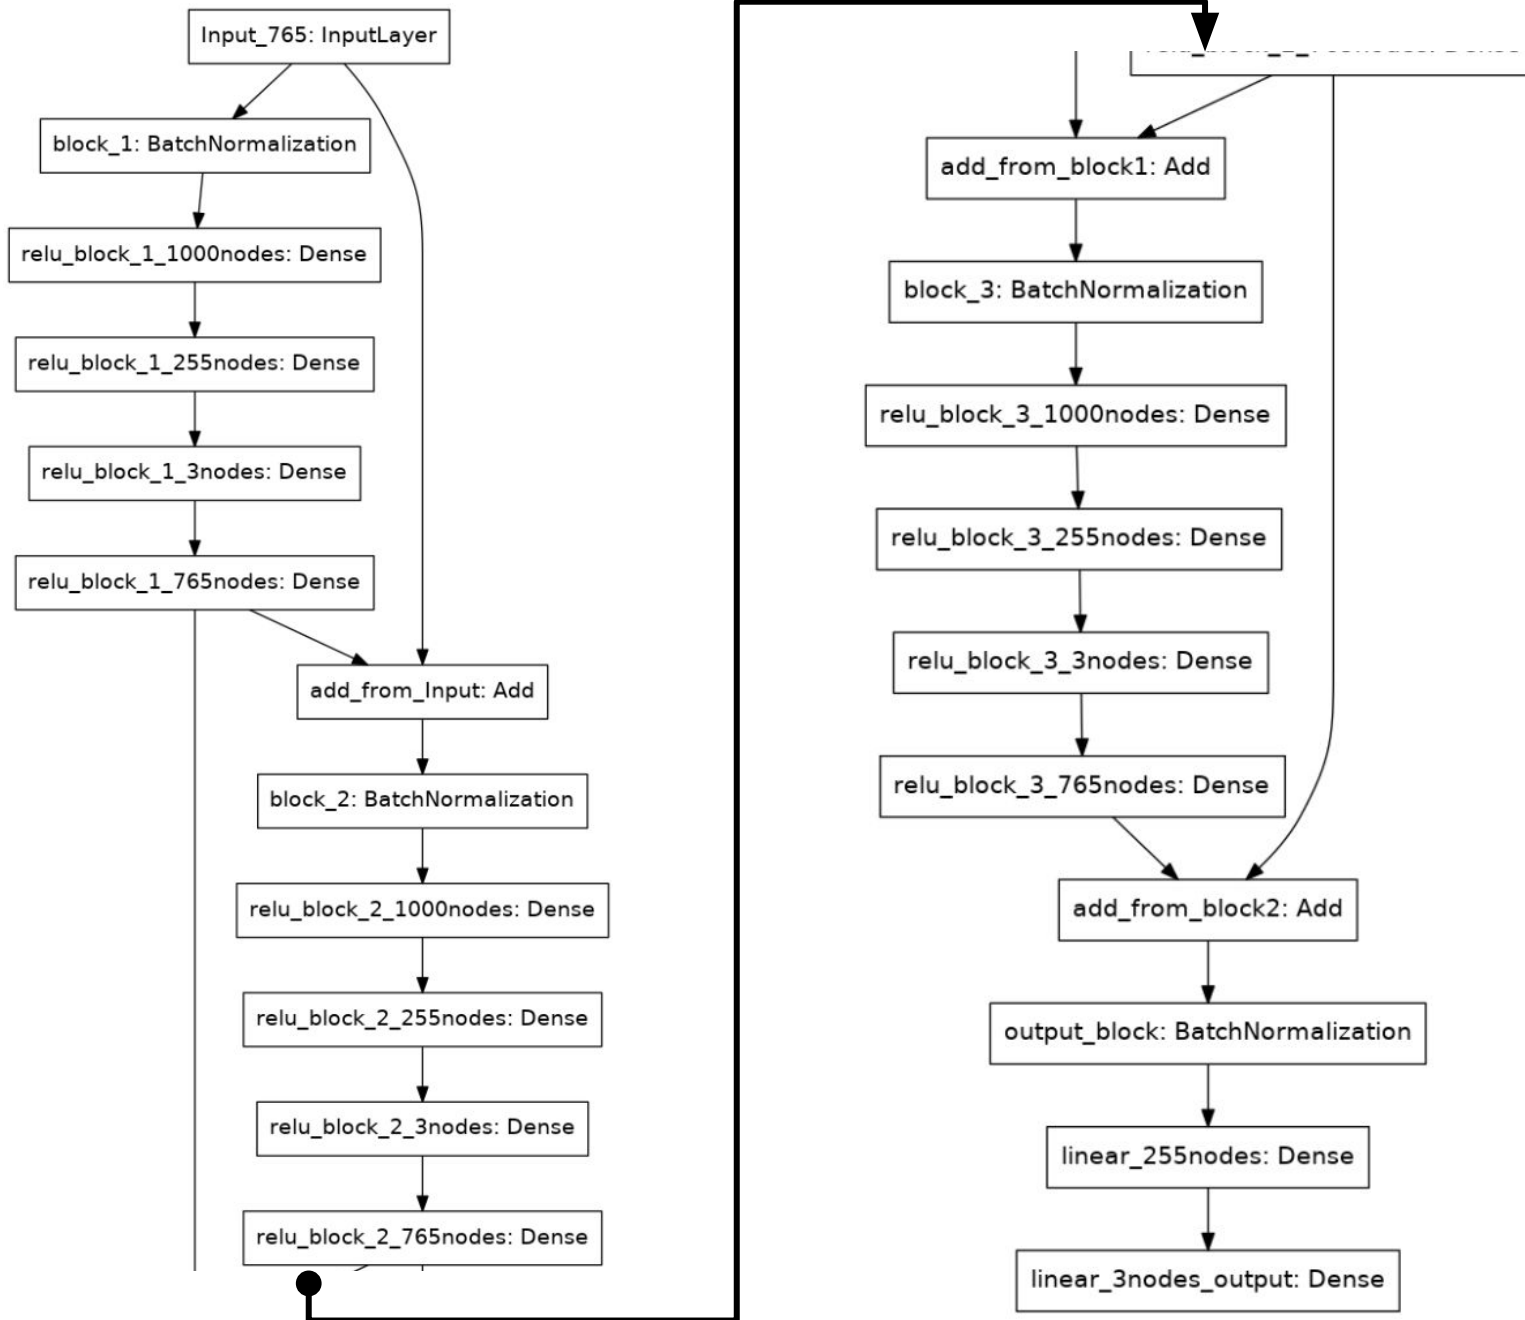 Input_765: InputLayer
block_1: BatchNormalization
relu_block_1_1000nodes: Dense
relu_block_1_255nodes: Dense
relu_block_1_3nodes: Dense
relu_block_1_765nodes: Dense
add_from_Input: Add
block_2: BatchNormalization
relu_block_2_1000nodes: Dense
relu_block_2_255nodes: Dense
relu_block_2_3nodes: Dense
relu_block_2_765nodes: Dense
add_from_block1: Add
block_3: BatchNormalization
relu_block_3_1000nodes: Dense
relu_block_3_255nodes: Dense
relu_block_3_3nodes: Dense
relu_block_3_765nodes: Dense
add_from_block2: Add
output_block: BatchNormalization
linear_255nodes: Dense
linear_3nodes_output: Dense